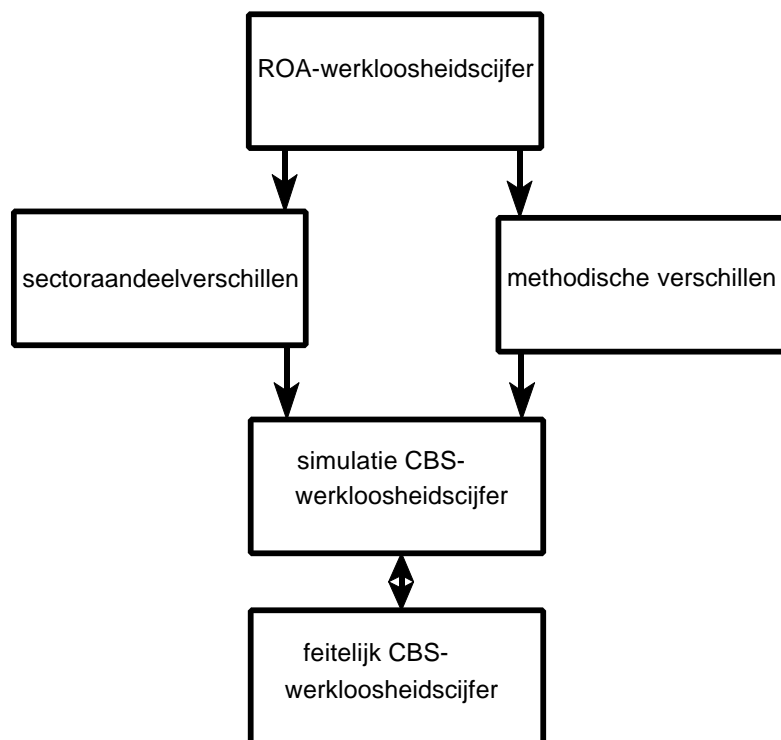 ROA-werkloosheidscijfer
sectoraandeelverschillen
methodische verschillen
simulatie CBS-
werkloosheidscijfer
feitelijk CBS-
werkloosheidscijfer